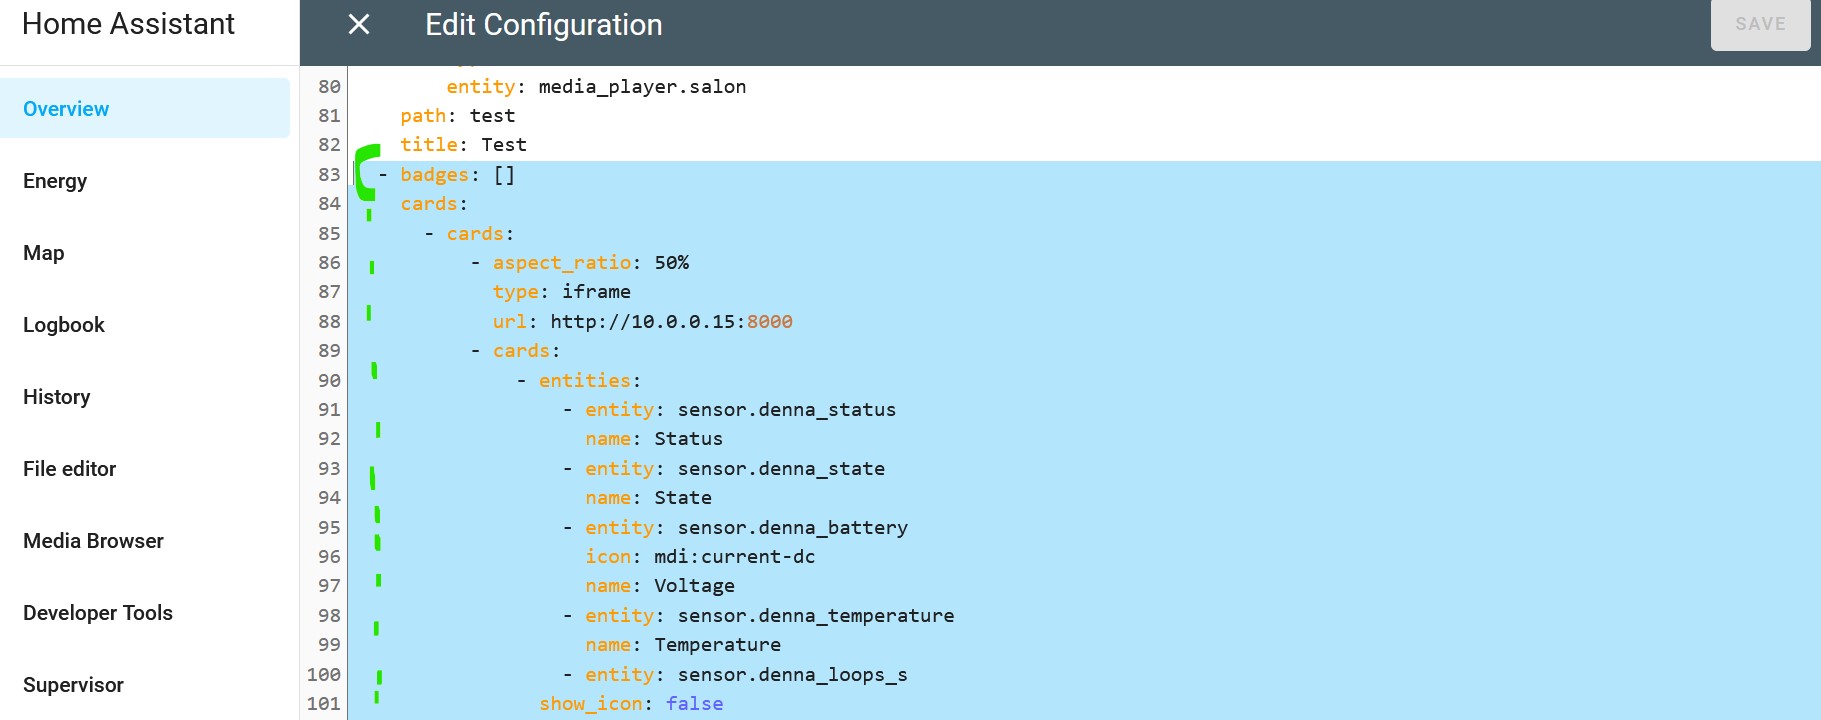 Home Assistant
Edit Configuration
SAVE
Overview
Energy
Map
Logbook
History
File editor
Media Browser
Developer Tools
Supervisor
80         entity: media_player.salon
81     path: test
82     title: Test
83   - badges: []
84     cards:
85       - cards:
86           - aspect_ratio: 50%
87             type: iframe
88             url: http://10.0.0.15:8000
89           - cards:
90               - entities:
91                   - entity: sensor.denna_status
92                     name: Status
93                   - entity: sensor.denna_state
94                     name: State
95                   - entity: sensor.denna_battery
96                     icon: mdi:current-dc
97                     name: Voltage
98                   - entity: sensor.denna_temperature
99                     name: Temperature
100                   - entity: sensor.denna_loops_s
101                 show_icon: false